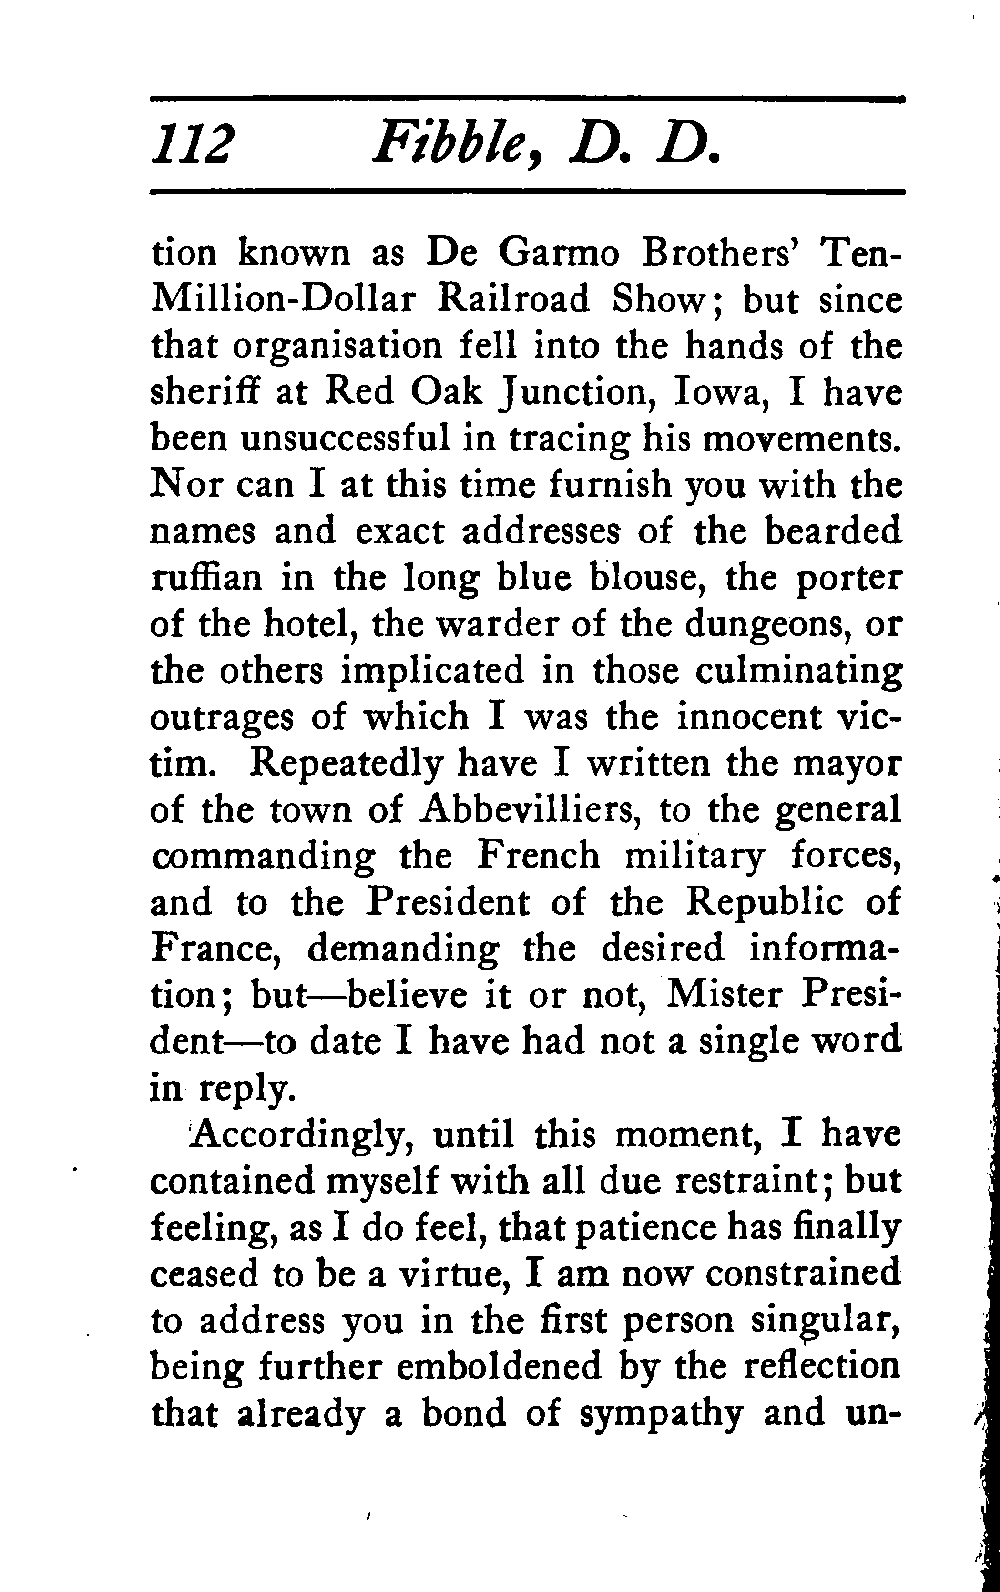 112 Fibble, D. D.
tion known as De Garmo Brothers' Ten-
Million-Dollar Railroad Show; but since
that organisation fell into the hands of the
sheriff at Red Oak Junction, Iowa, I have
been unsuccessful in tracing his movements.
Nor can I at this time furnish you with the
names and exact addresses of the bearded
ruffian in the long blue blouse, the porter
of the hotel, the warder of the dungeons, or
the others implicated in those culminating
outrages of which I was the innocent vic-
tim. Repeatedly have I written the mayor
of the town of Abbevilliers, to the general
commanding the French military forces,
and to the President of the Republic of
France, demanding the desired informa-
tion; but—believe it or not, Mister Presi-
dent—to date I have had not a single word
in reply.
Accordingly, until this moment, I have
contained myself with all due restraint; but
feeling, as I do feel, that patience has finally
ceased to be a virtue, I am now constrained
to address you in the first person singular,
being further emboldened by the reflection
that already a bond of sympathy and un-